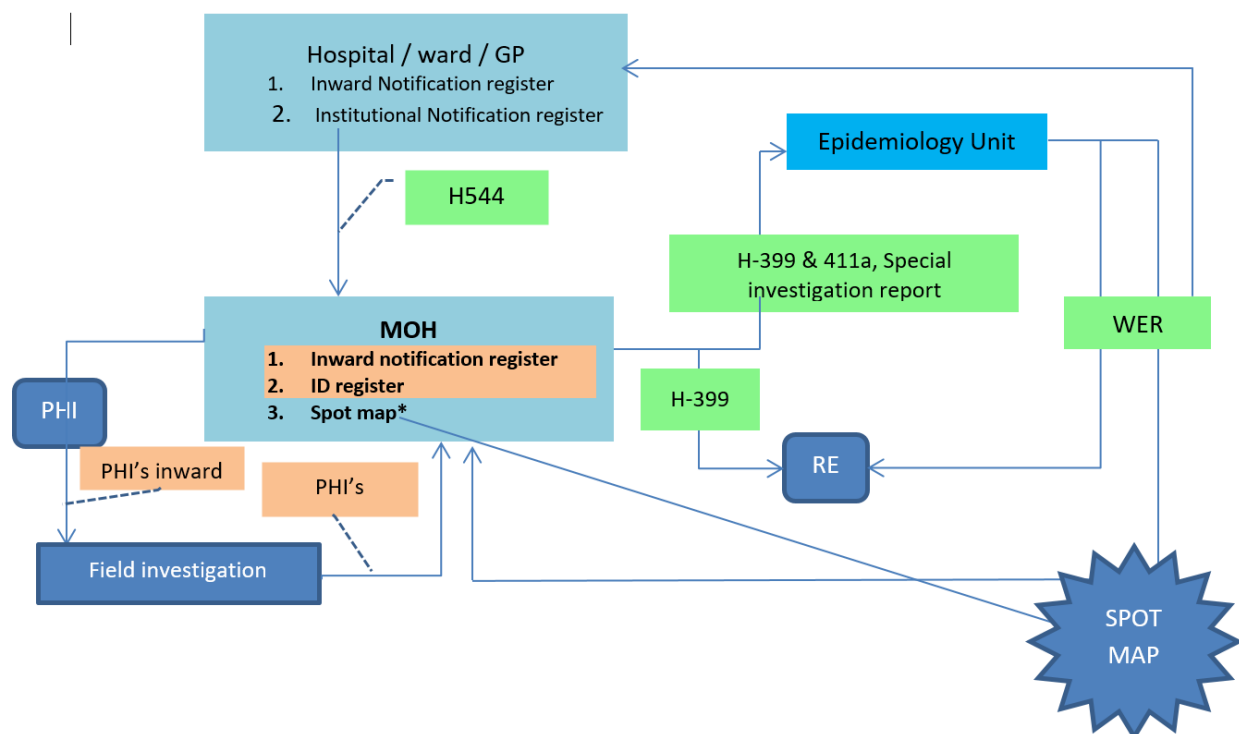 Hospital / ward / GP
1. Inward Notification register
2. Institutional Notification register
Epidemiology Unit
H544
H-399 & 411a, Special
investigation report
WER
MOH
1. Inward notification register
2. ID register
3. Spot map*
H-399
PHI
RE
PHI's inward
PHI's
Field investigation
SPOT
MAP